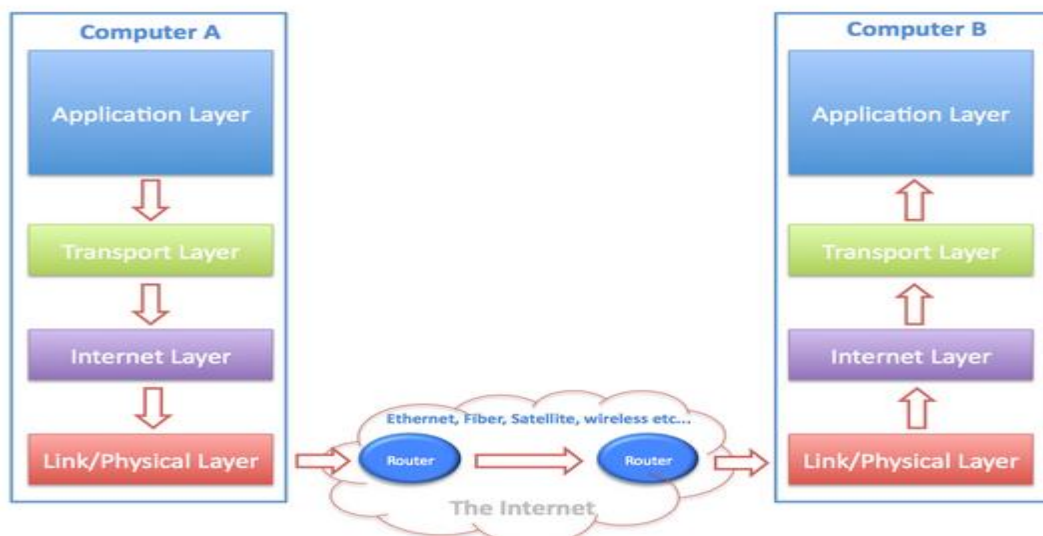 Computer A
Application Layer
Transport Layer
Internet Layer
Link/Physical Layer
Ethernet, Fiber, Satellite, wireless etc...
Router
Router
The Internet
Computer B
Application Layer
Transport Layer
Internet Layer
Link/Physical Layer